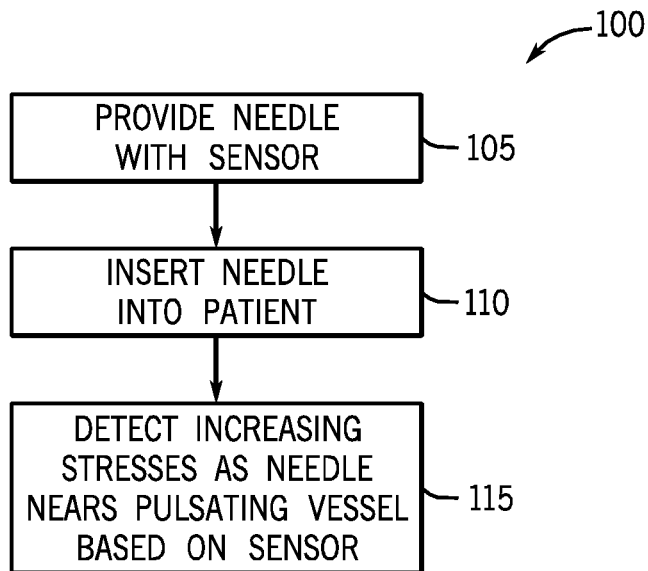 100
PROVIDE NEEDLE
WITH SENSOR
105
INSERT NEEDLE
INTO PATIENT
110
DETECT INCREASING
STRESSES AS NEEDLE
NEARS PULSATING VESSEL
BASED ON SENSOR
115